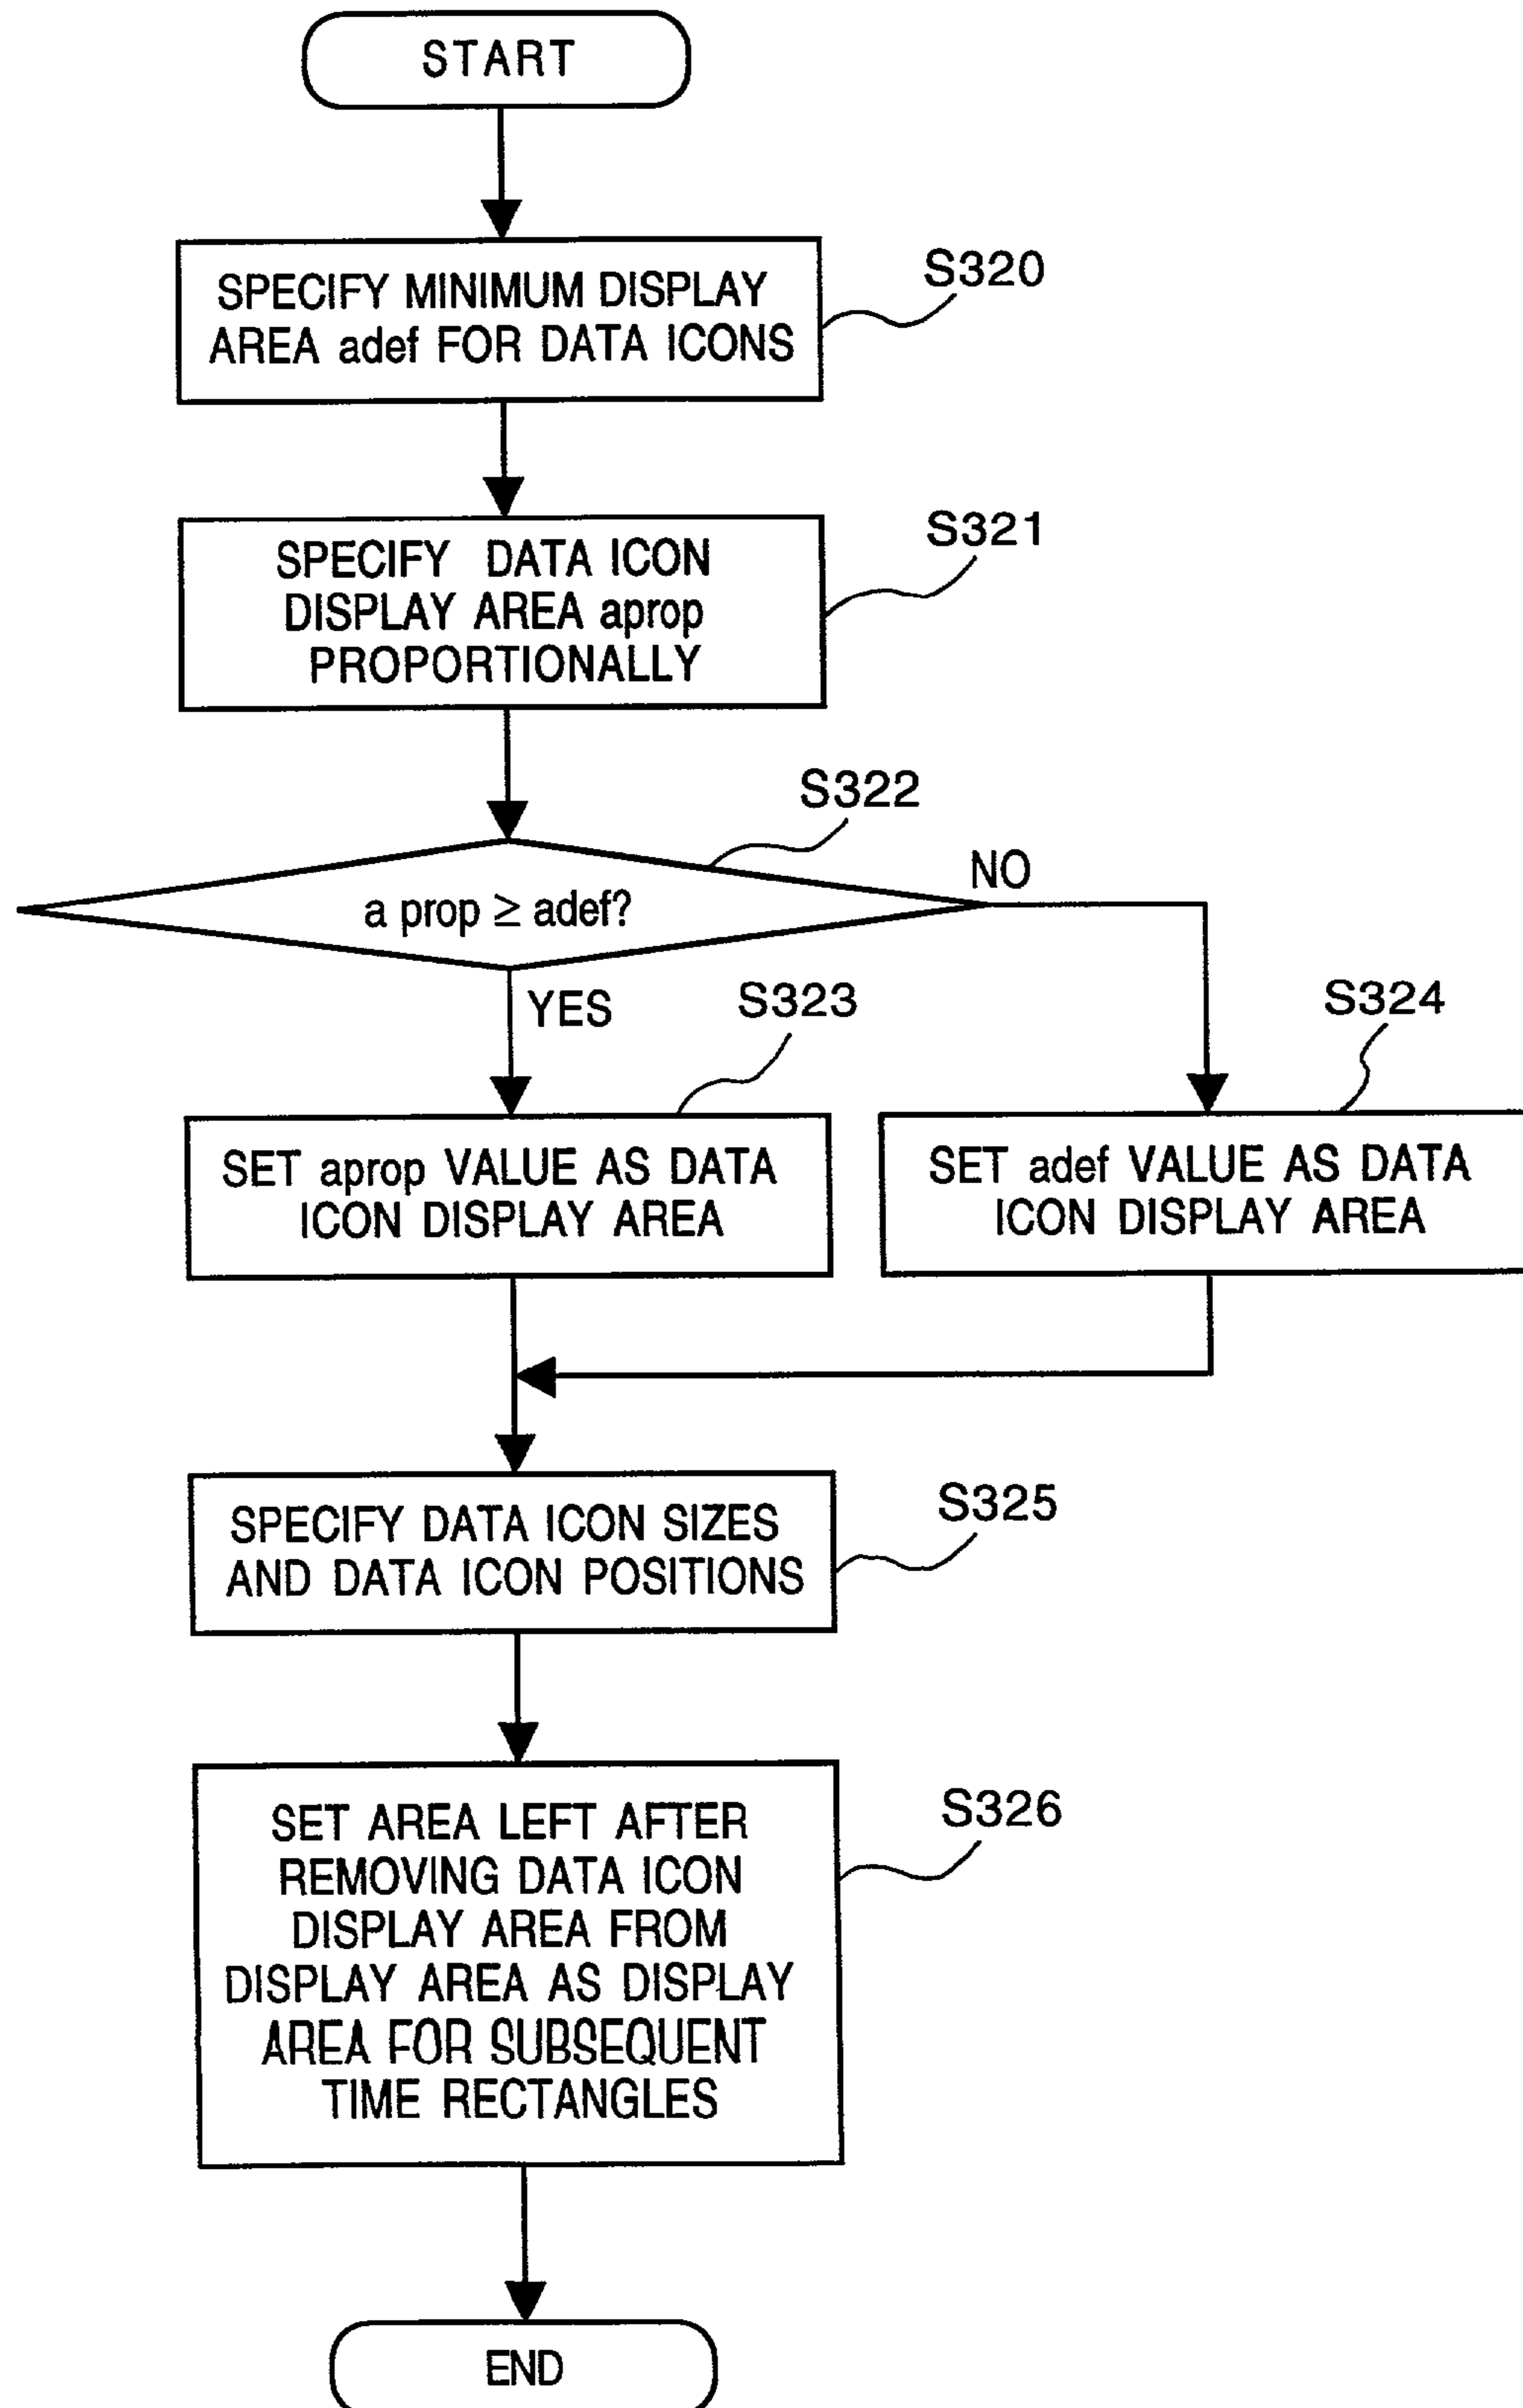 START
S320
SPECIFY MINIMUM DISPLAY
AREA adef FOR DATA ICONS
S321
SPECIFY DATA ICON
DISPLAY AREA aprop
PROPORTIONALLY
S322
a prop ≥ adef?
NO
YES
S323
S324
SET aprop VALUE AS DATA
ICON DISPLAY AREA
SET adef VALUE AS DATA
ICON DISPLAY AREA
S325
SPECIFY DATA ICON SIZES
AND DATA ICON POSITIONS
S326
SET AREA LEFT AFTER
REMOVING DATA ICON
DISPLAY AREA FROM
DISPLAY AREA AS DISPLAY
AREA FOR SUBSEQUENT
TIME RECTANGLES
END